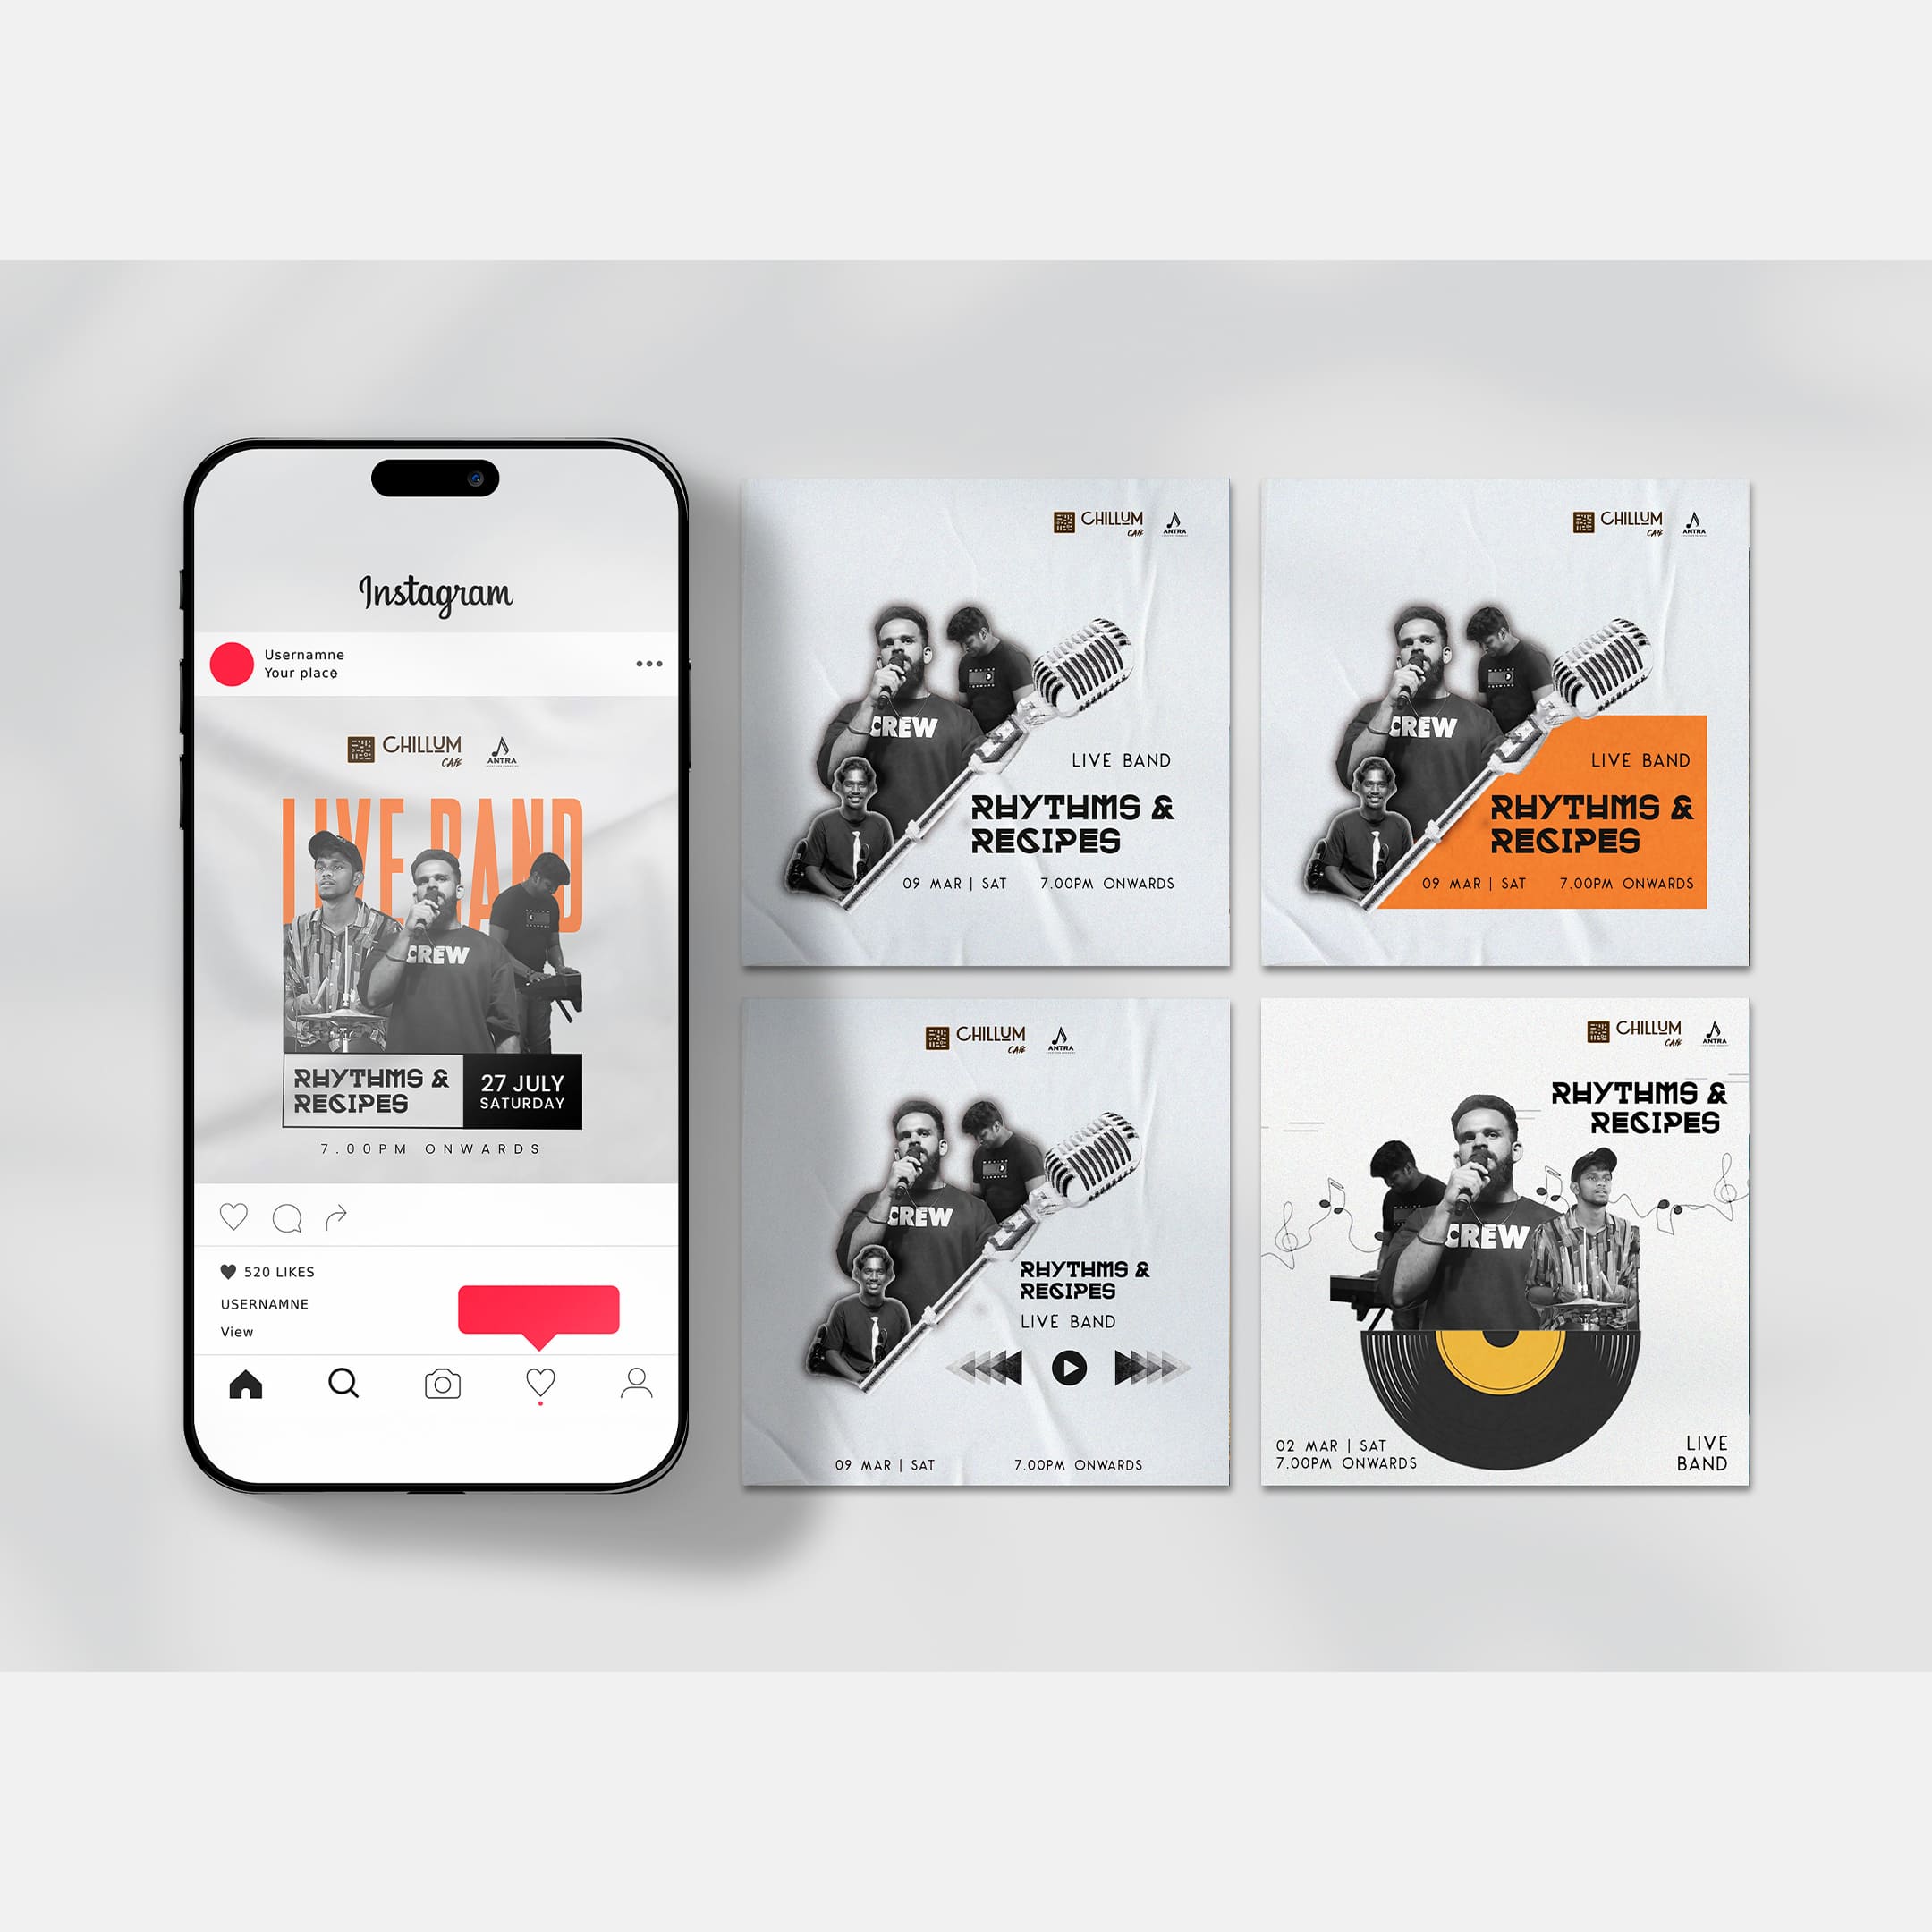 Instagram
Usernamne
Your place
CHILLUM
CAFE
ANTRA
LIVE BAND
CREW
RHYTHMS &
RECIPES
27 JULY
SATURDAY
7.00PM ONWARDS
520 LIKES
USERNAMNE
View
CHILLUM
CAFE
ANTRA
CREW
LIVE BAND
RHYTHMS &
RECIPES
09 MAR | SAT 7.00PM ONWARDS
CHILLUM
CAFE
ANTRA
CREW
LIVE BAND
RHYTHMS &
RECIPES
09 MAR | SAT 7.00PM ONWARDS
CHILLUM
CAFE
ANTRA
CREW
RHYTHMS &
RECIPES
LIVE BAND
09 MAR | SAT 7.00PM ONWARDS
CHILLUM
CAFE
ANTRA
RHYTHMS &
RECIPES
CREW
02 MAR | SAT
7.00PM ONWARDS
LIVE
BAND